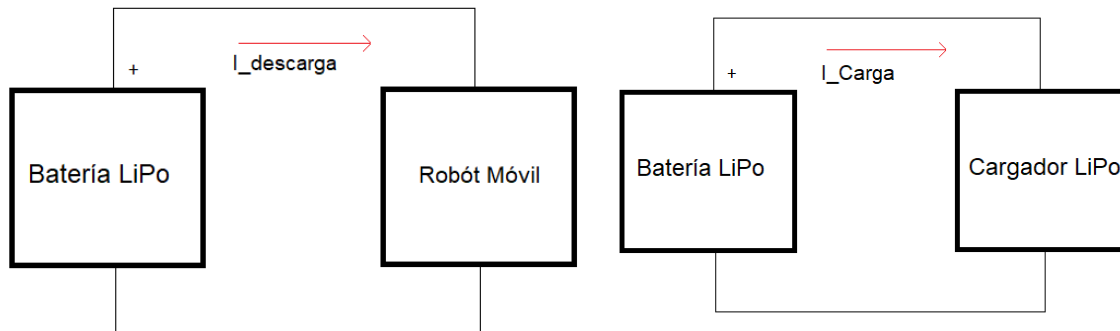 I_descarga
+
Batería LiPo
Robót Móvil
I_Carga
+
Batería LiPo
Cargador LiPo